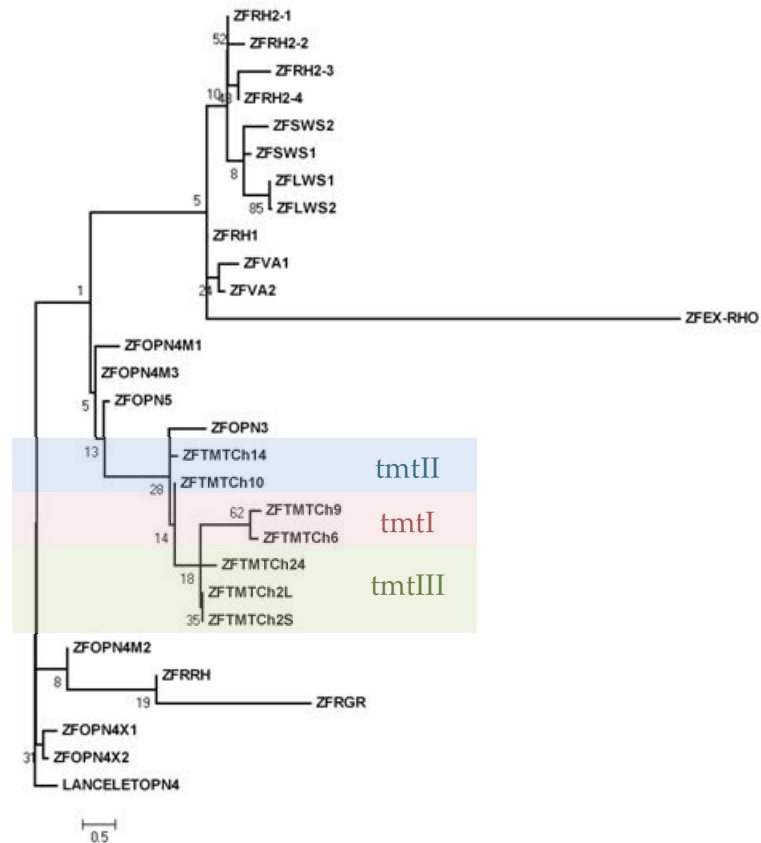 ZFRH2-1
52
ZFRH2-2
ZFRH2-3
10
ZFRH2-4
ZFSWS2
ZFSWS1
8
ZFLWS1
85
ZFLWS2
5
ZFRH1
ZFVA1
24
ZFVA2
1
ZFEX-RHO
ZFOPN4M1
ZFOPN4M3
5
ZFOPN5
ZFOPN3
13
ZFTMTCh14
tmtII
28
ZFTMTCh10
62
ZFTMTCh9
tmtI
14
ZFTMTCh6
ZFTMTCh24
18
tmtIII
ZFTMTCh2L
35
ZFTMTCh2S
ZFOPN4M2
8
ZFRRH
19
ZFRGR
ZFOPN4X1
31
ZFOPN4X2
LANCELETOPN4
0.5